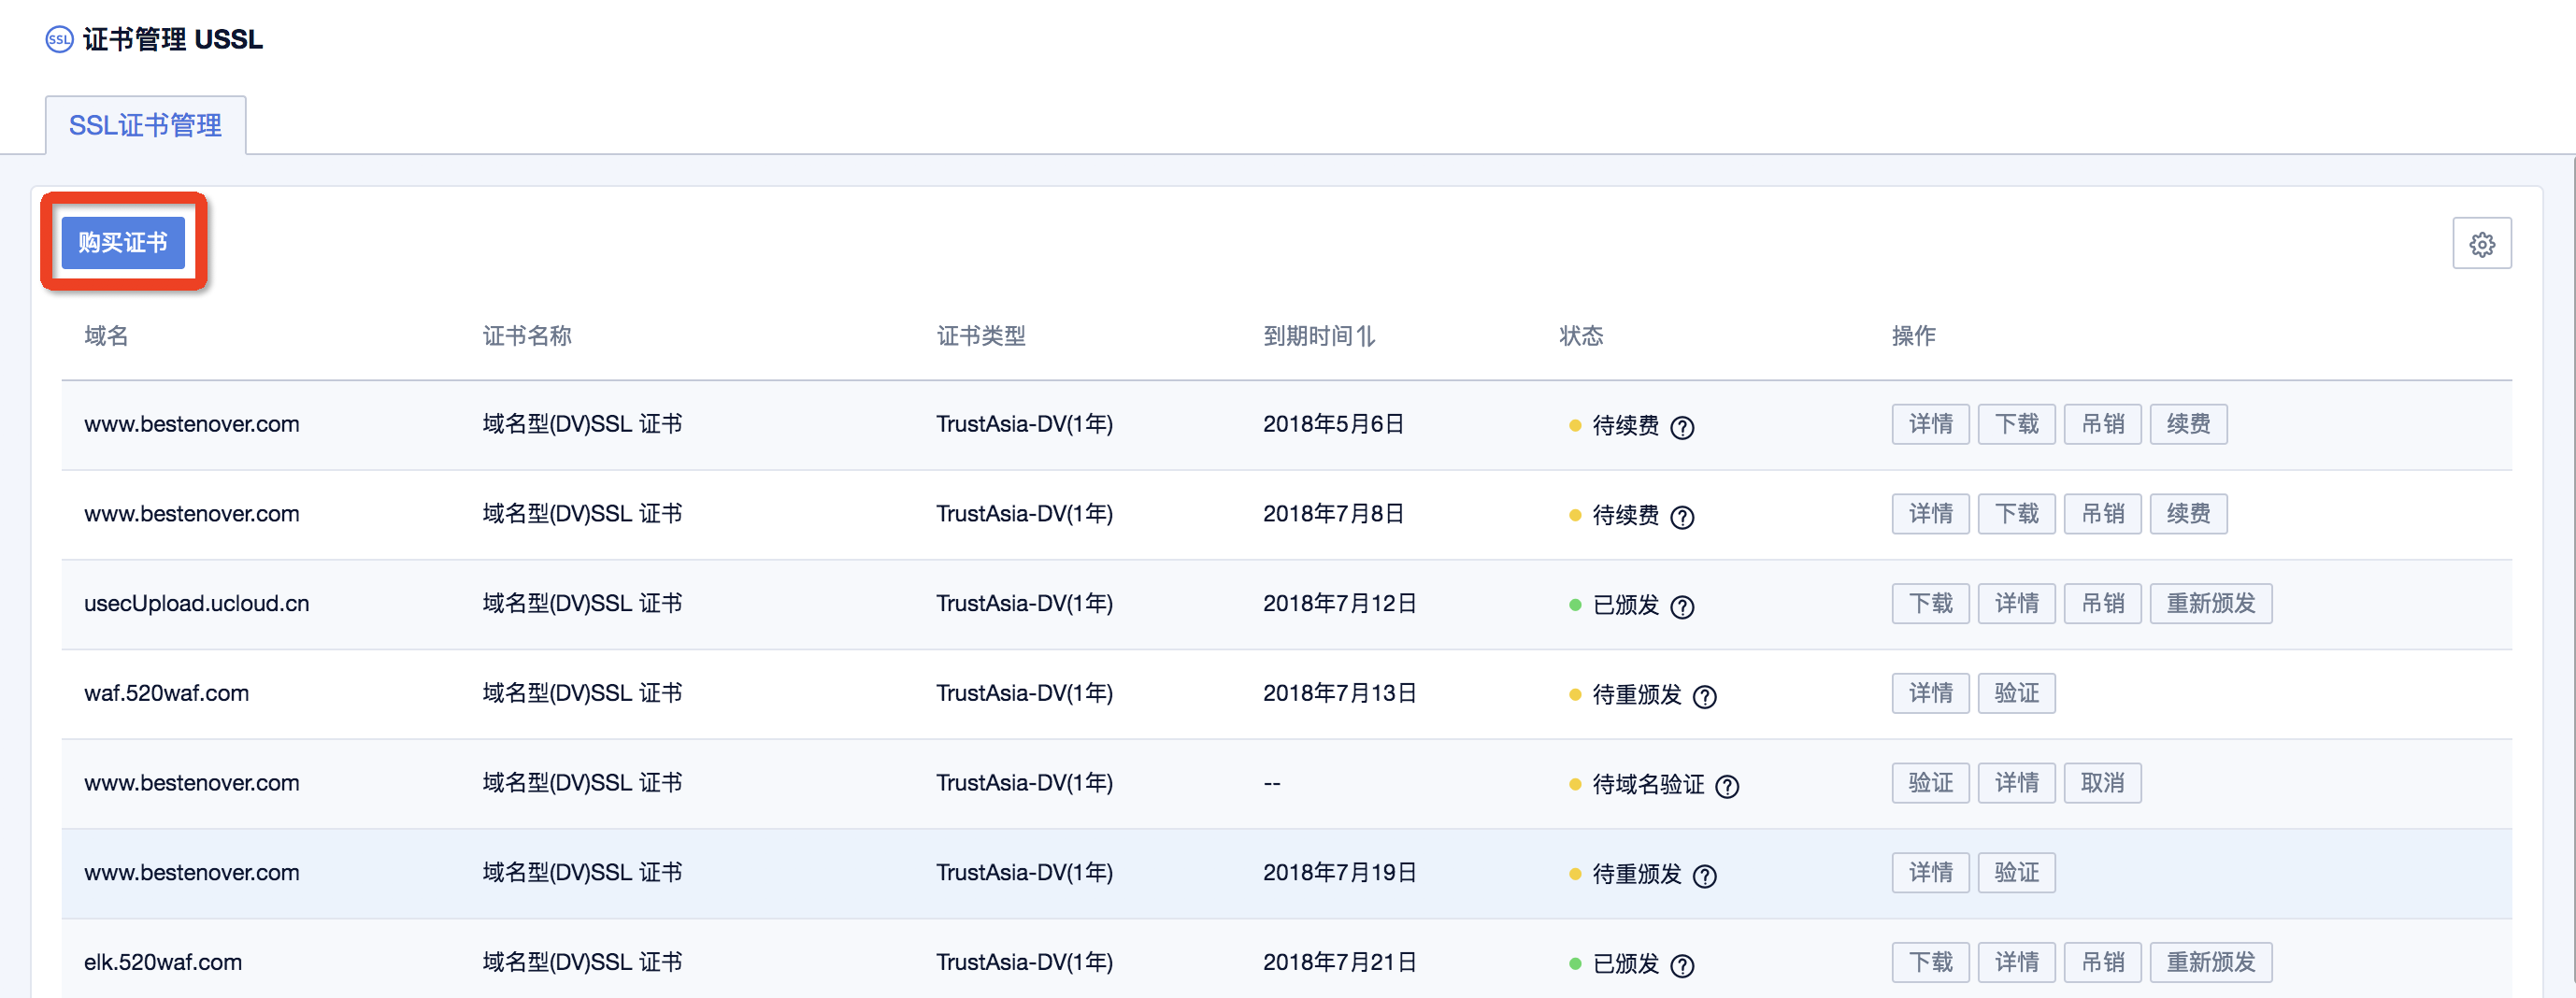 SSL 证书管理 USSL
SSL证书管理
购买证书
域名 证书名称 证书类型 到期时间 状态 操作
www.bestenover.com 域名型(DV)SSL 证书 TrustAsia-DV(1年) 2018年5月6日 待续费 ? 详情 下载 吊销 续费
www.bestenover.com 域名型(DV)SSL 证书 TrustAsia-DV(1年) 2018年7月8日 待续费 ? 详情 下载 吊销 续费
usecUpload.ucloud.cn 域名型(DV)SSL 证书 TrustAsia-DV(1年) 2018年7月12日 已颁发 ? 下载 详情 吊销 重新颁发
waf.520waf.com 域名型(DV)SSL 证书 TrustAsia-DV(1年) 2018年7月13日 待重颁发 ? 详情 验证
www.bestenover.com 域名型(DV)SSL 证书 TrustAsia-DV(1年) -- 待域名验证 ? 验证 详情 取消
www.bestenover.com 域名型(DV)SSL 证书 TrustAsia-DV(1年) 2018年7月19日 待重颁发 ? 详情 验证
elk.520waf.com 域名型(DV)SSL 证书 TrustAsia-DV(1年) 2018年7月21日 已颁发 ? 下载 详情 吊销 重新颁发